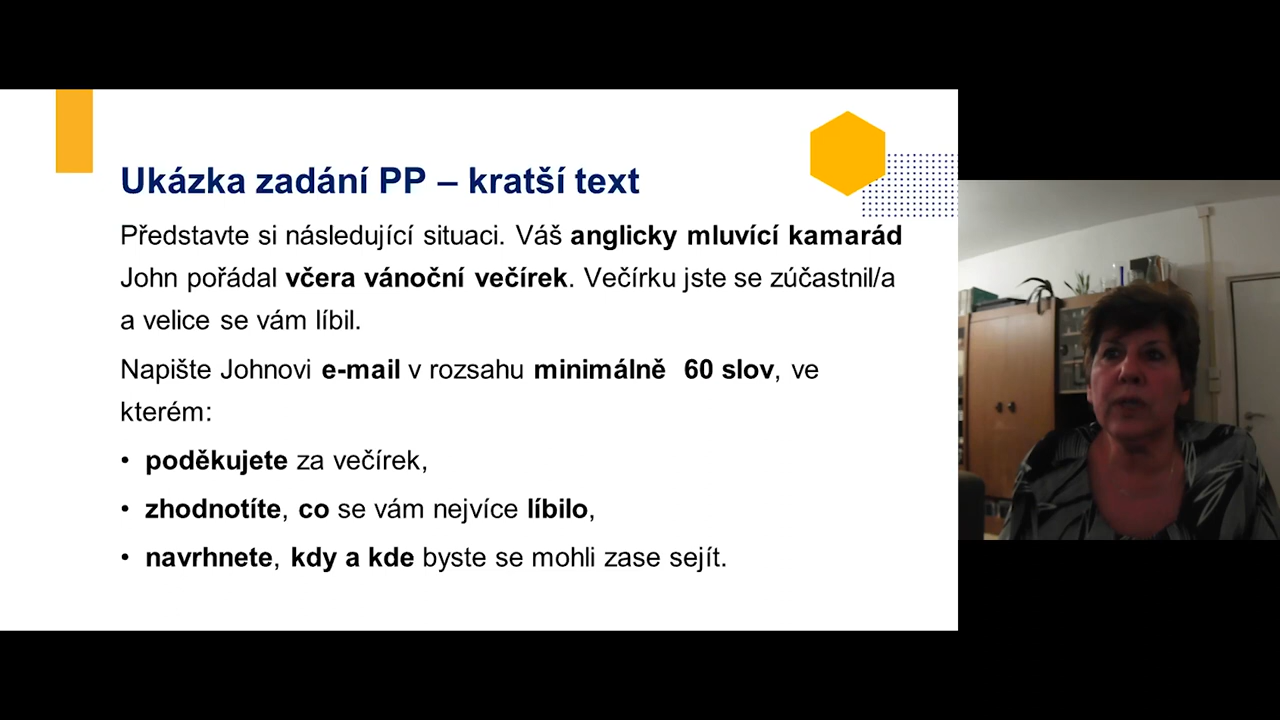 Ukázka zadání PP – kratší text
Představte si následující situaci. Váš anglicky mluvící kamarád
John pořádal včera vánoční večírek. Večírku jste se zúčastnil/a
a velice se vám líbil.
Napište Johnovi e-mail v rozsahu minimálně 60 slov, ve
kterém:
• poděkujete za večírek,
• zhodnotíte, co se vám nejvíce líbilo,
• navrhnete, kdy a kde byste se mohli zase sejít.